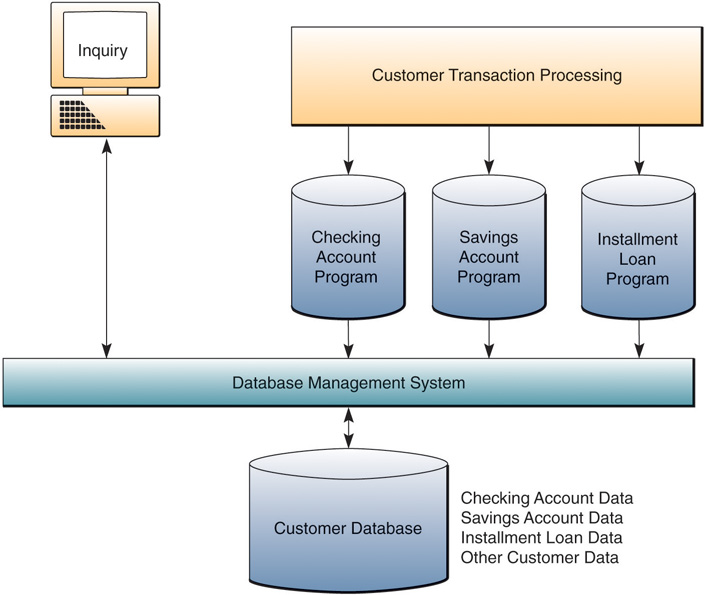 Inquiry
Customer Transaction Processing
Checking
Account
Program
Savings
Account
Program
Installment
Loan
Program
Database Management System
Customer Database
Checking Account Data
Savings Account Data
Installment Loan Data
Other Customer Data